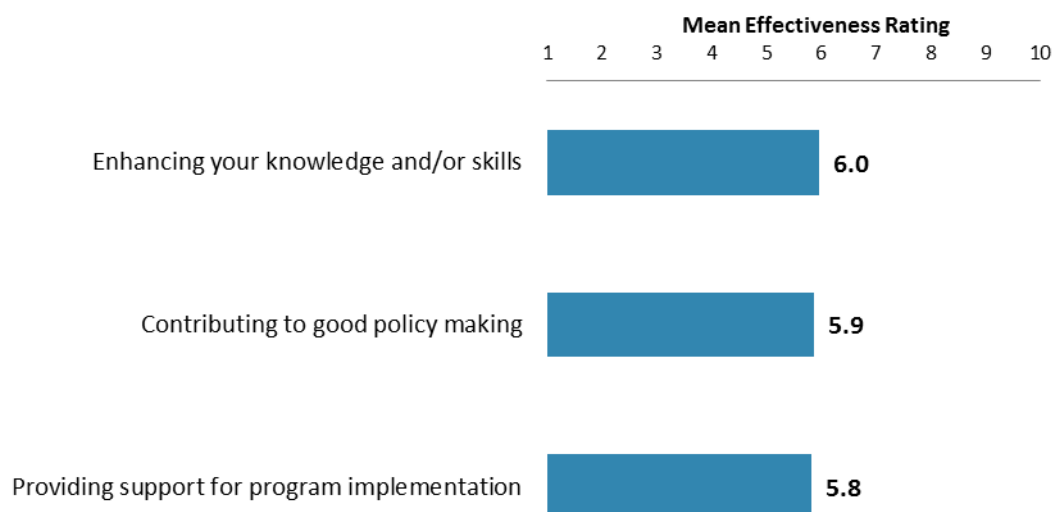 Mean Effectiveness Rating
1 2 3 4 5 6 7 8 9 10
Enhancing your knowledge and/or skills 6.0
Contributing to good policy making 5.9
Providing support for program implementation 5.8